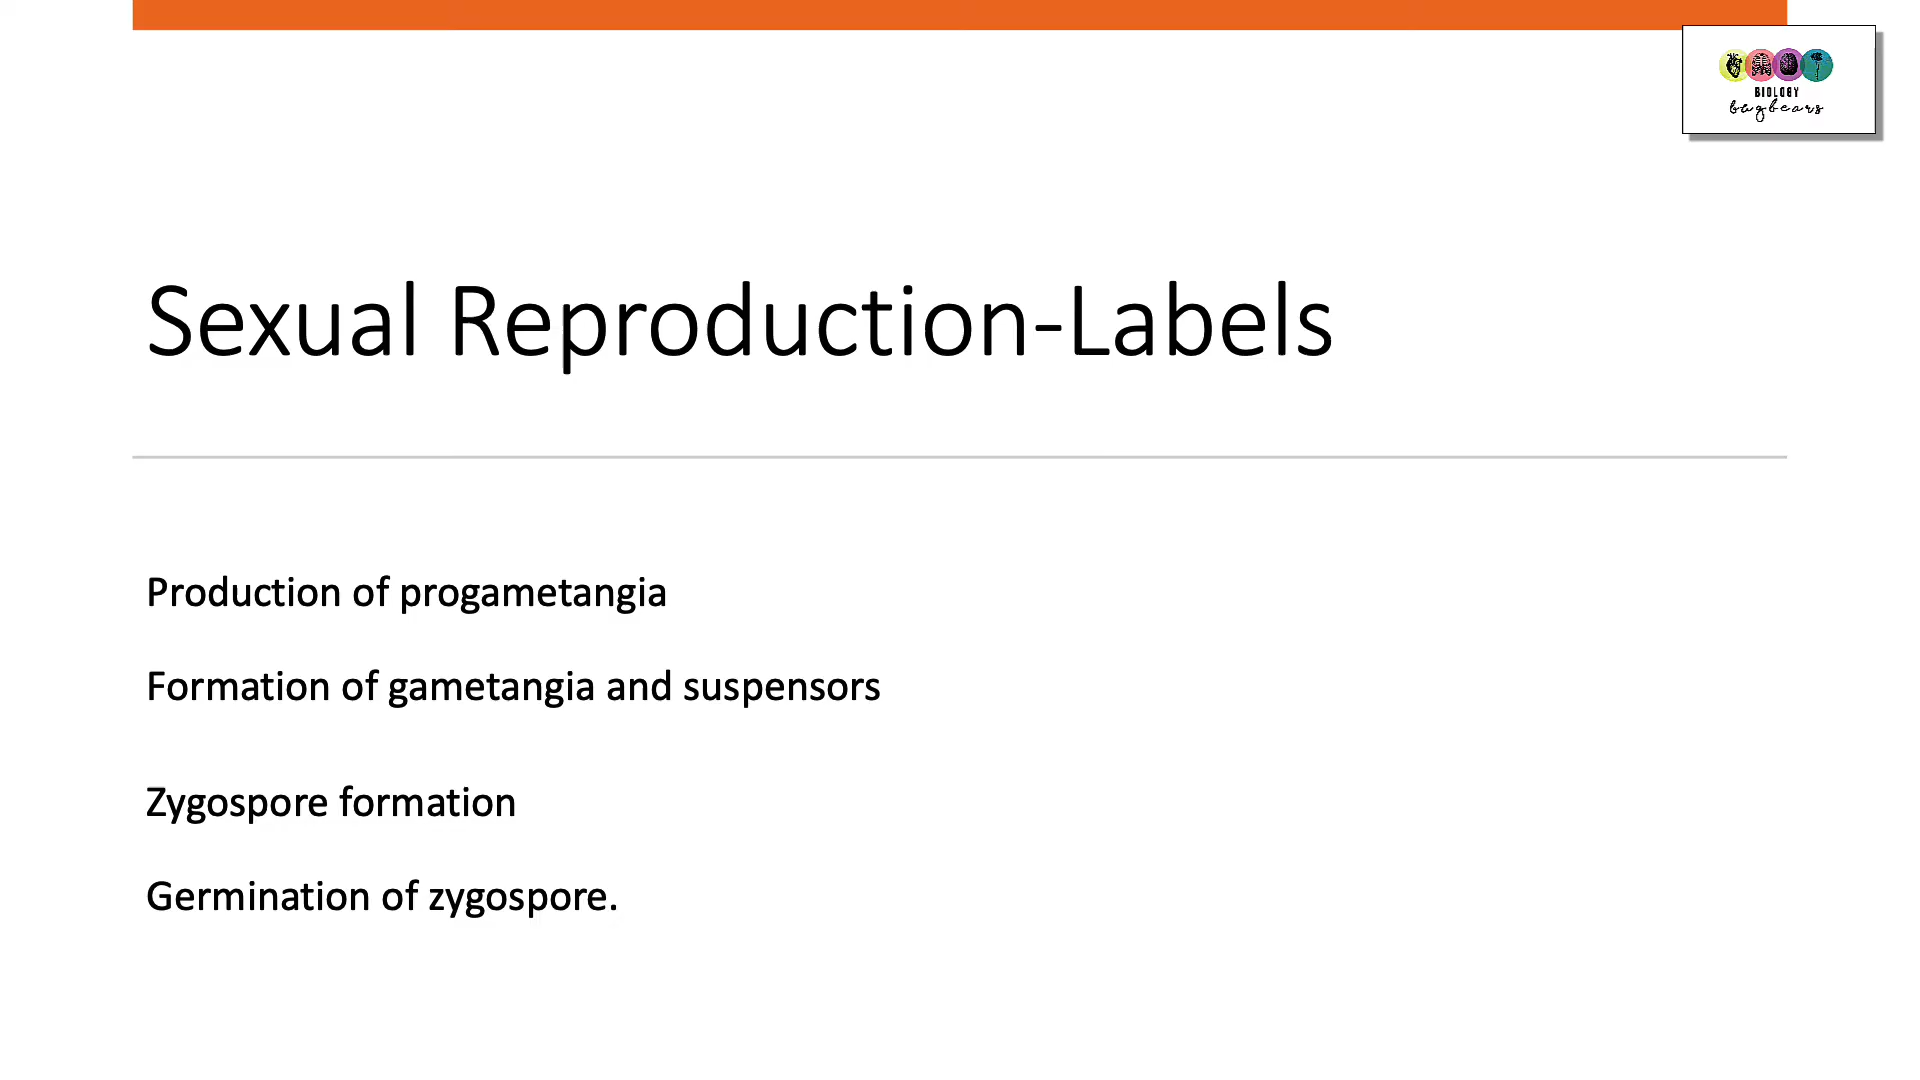 BIOLOGY
bugbears
Sexual Reproduction-Labels
Production of progametangia
Formation of gametangia and suspensors
Zygospore formation
Germination of zygospore.